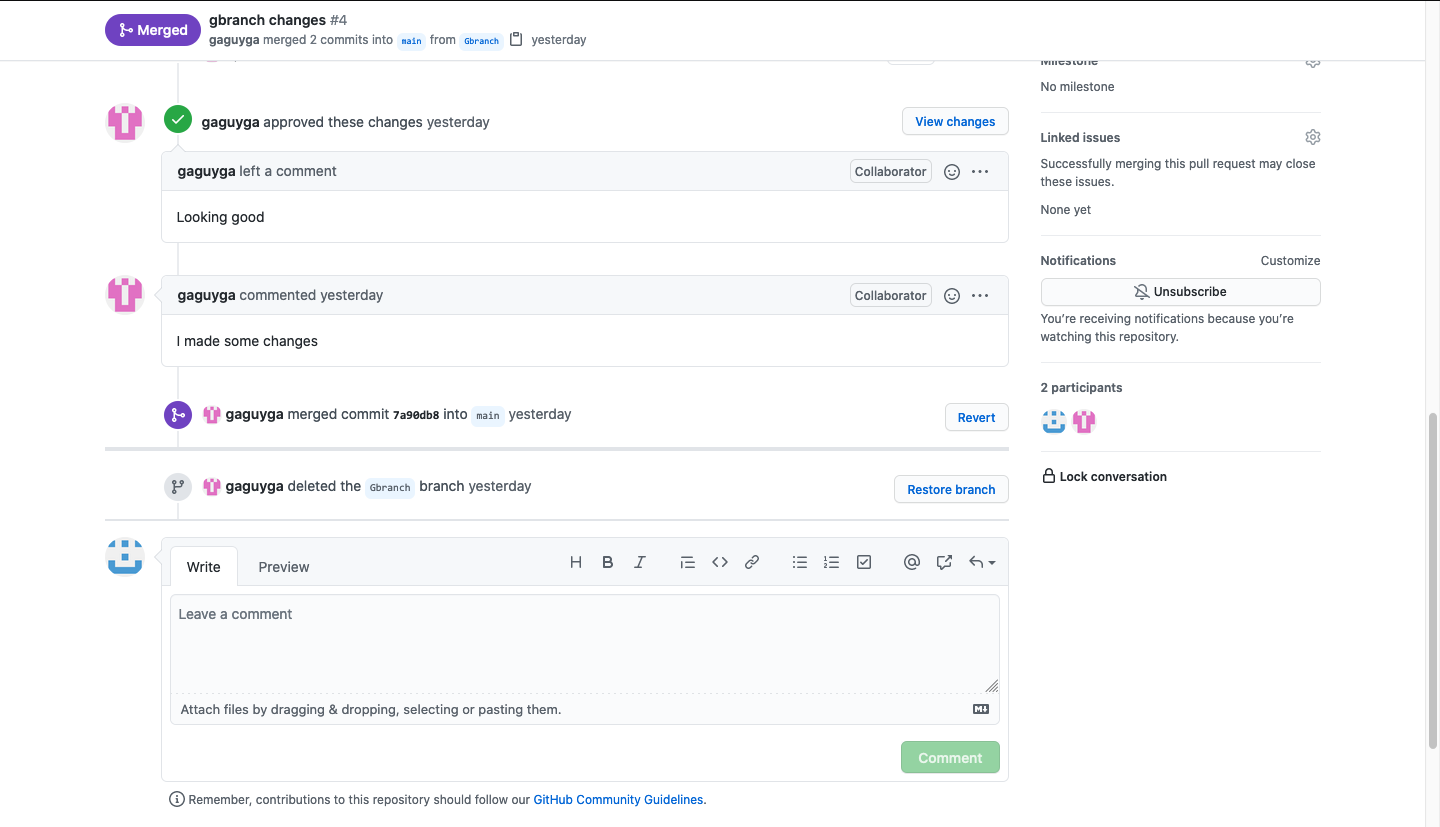 Merged
gbranch changes #4
gaguyga merged 2 commits into main from Gbranch yesterday
Milestone
No milestone
gaguyga approved these changes yesterday
View changes
gaguyga left a comment
Collaborator
Looking good
gaguyga commented yesterday
Collaborator
I made some changes
gaguyga merged commit 7a90db8 into main yesterday
Revert
gaguyga deleted the Gbranch branch yesterday
Restore branch
Write
Preview
Leave a comment
Attach files by dragging & dropping, selecting or pasting them.
Comment
Remember, contributions to this repository should follow our GitHub Community Guidelines.
Linked issues
Successfully merging this pull request may close
these issues.
None yet
Notifications
Customize
Unsubscribe
You’re receiving notifications because you’re
watching this repository.
2 participants
Lock conversation